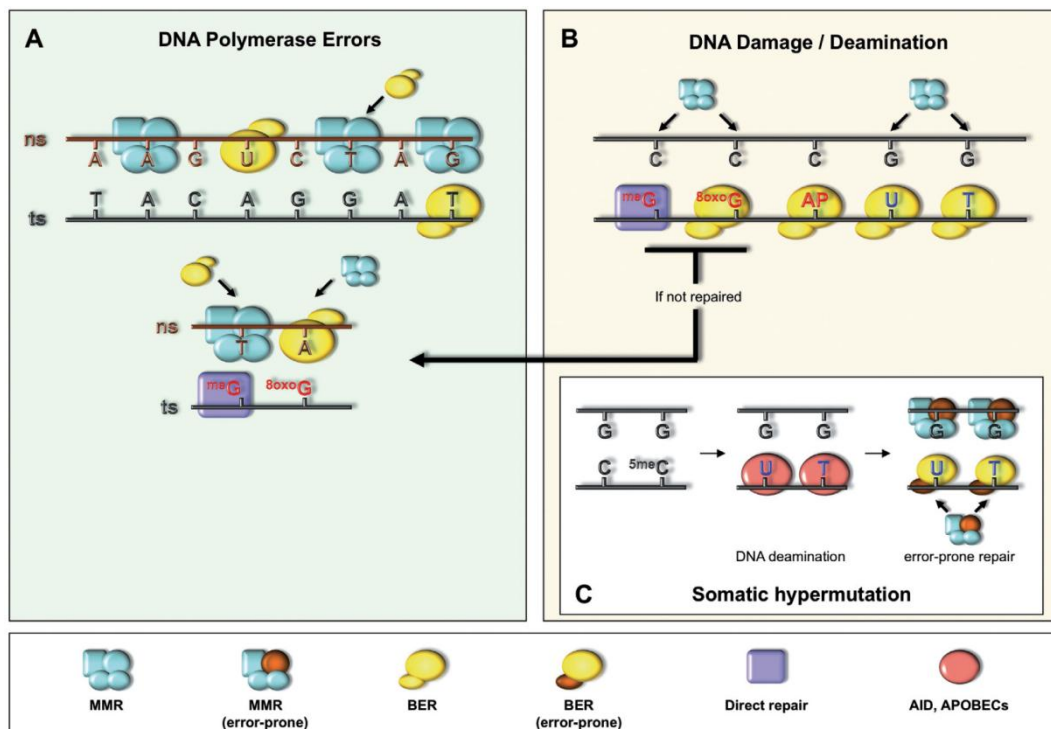 A
DNA Polymerase Errors
ns
A A G U C T A G
T A C A G G A T
ts
ns
T A
meG 8oxoG
ts
B
DNA Damage / Deamination
C C C G G
meG 8oxoG AP U T
If not repaired
G G G G G G
C 5meC U T U T
DNA deamination
error-prone repair
C
Somatic hypermutation
MMR
MMR
(error-prone)
BER
BER
(error-prone)
Direct repair
AID, APOBECs